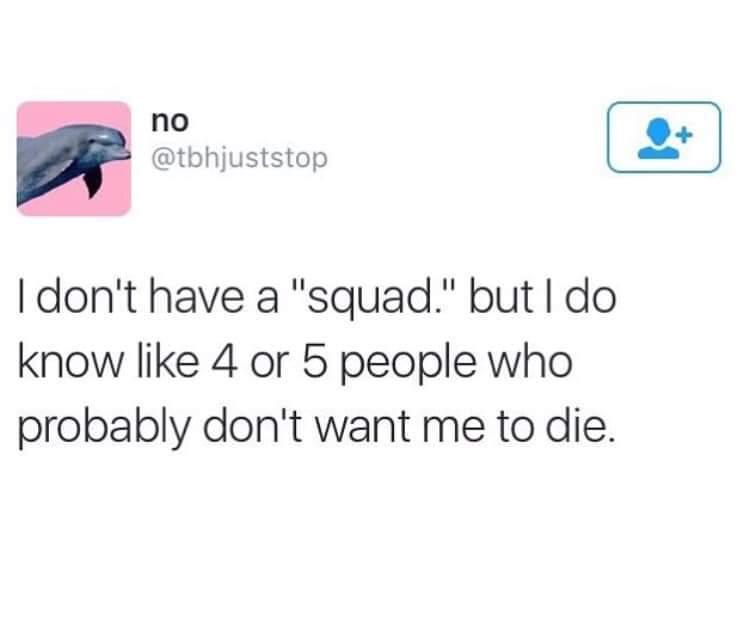 no
@tbhjuststop
I don't have a "squad." but I do
know like 4 or 5 people who
probably don't want me to die.